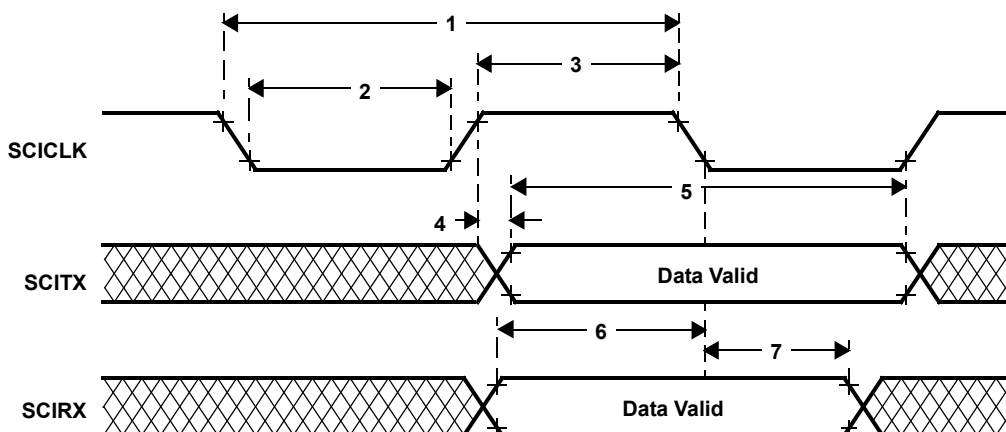 1
3
2
SCICLK
5
4
SCITX
Data Valid
6
7
SCIRX
Data Valid